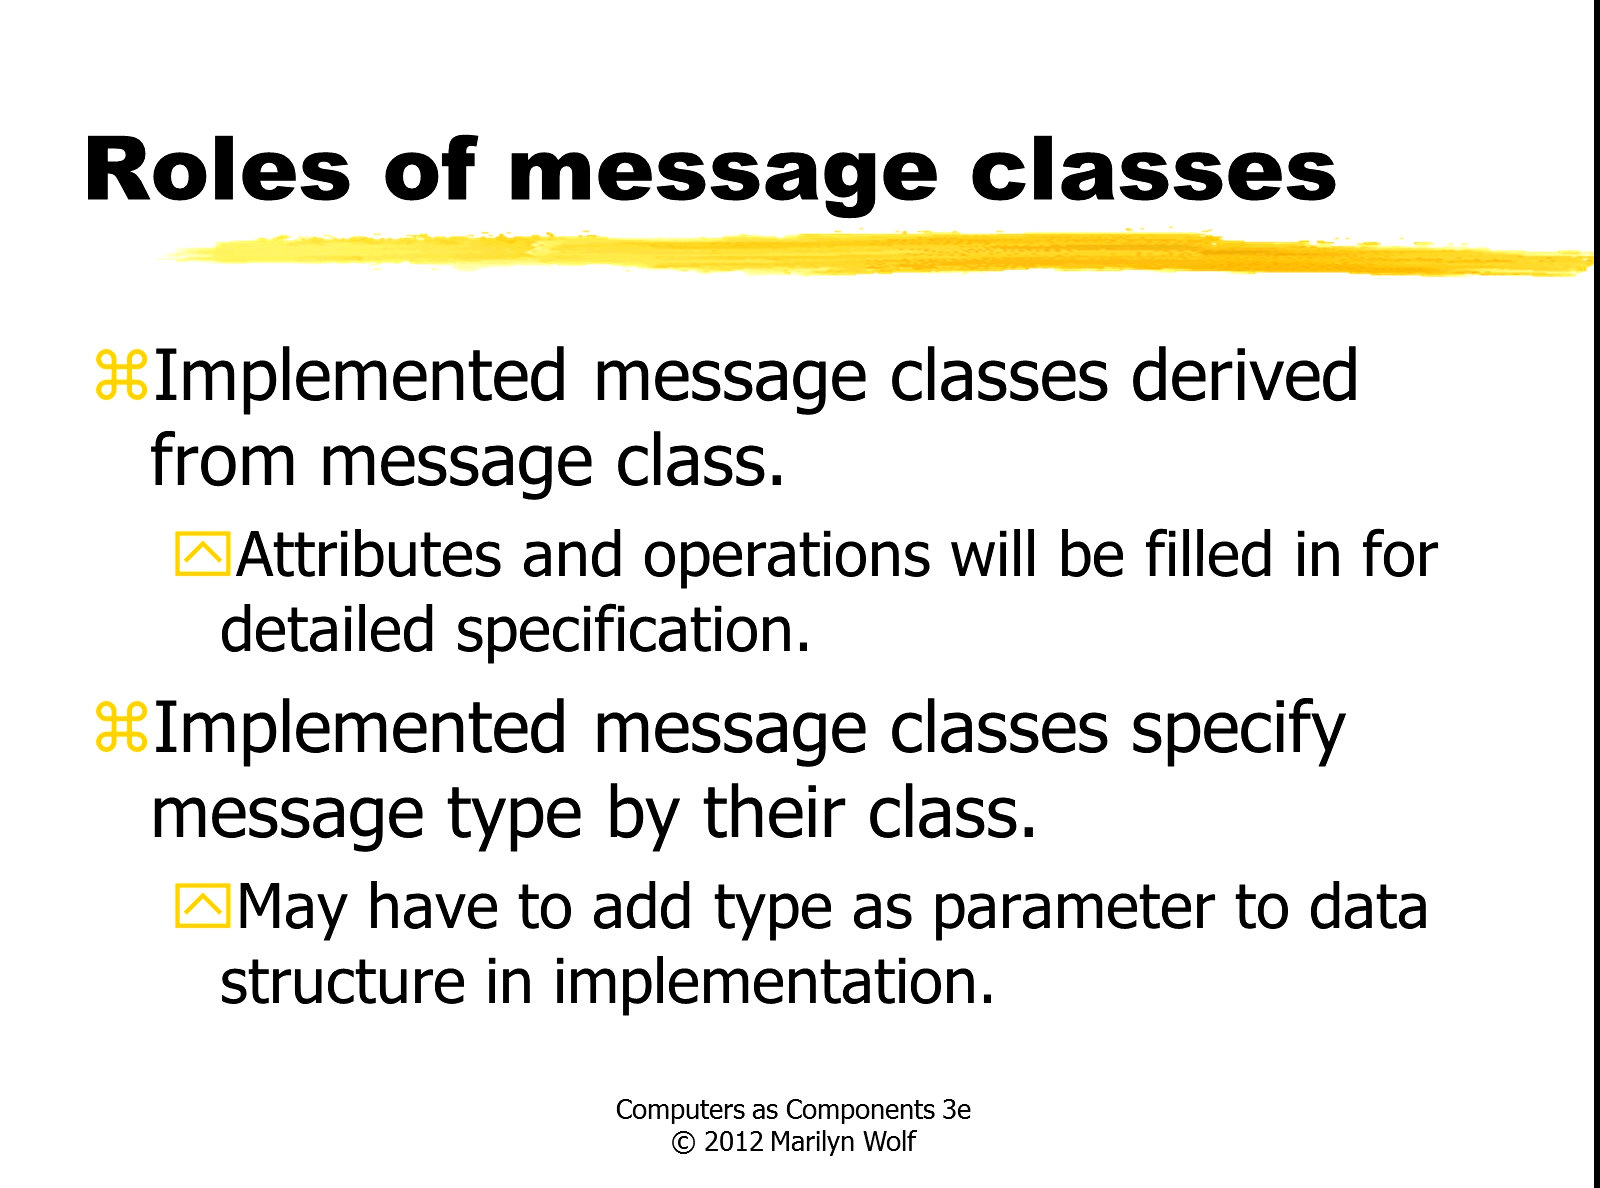 Roles of message classes
⌘Implemented message classes derived
from message class.
Attributes and operations will be filled in for
detailed specification.
⌘Implemented message classes specify
message type by their class.
May have to add type as parameter to data
structure in implementation.
Computers as Components 3e
© 2012 Marilyn Wolf